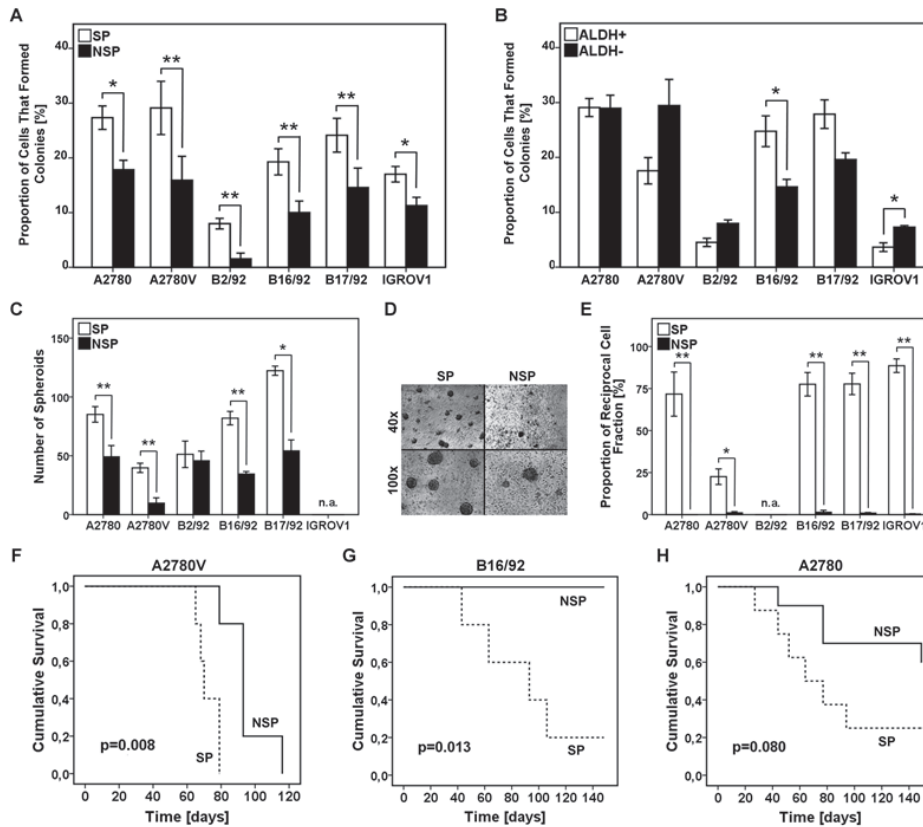 A
SP
NSP
Proportion of Cells That Formed
Colonies [%]
40
30
20
10
0
*
**
**
**
**
*
A2780 A2780V B2/92 B16/92 B17/92 IGROV1
B
ALDH+
ALDH-
Proportion of Cells That Formed
Colonies [%]
40
30
20
10
0
*
*
A2780 A2780V B2/92 B16/92 B17/92 IGROV1
C
SP
NSP
Number of Spheroids
150
100
50
0
**
**
**
*
n.a.
A2780 A2780V B2/92 B16/92 B17/92 IGROV1
D
SP NSP
40x
100x
E
SP
NSP
Proportion of Reciprocal Cell
Fraction [%]
75
50
25
0
**
*
n.a.
**
**
**
A2780 A2780V B2/92 B16/92 B17/92 IGROV1
F
A2780V
Cumulative Survival
1,0
0,8
0,6
0,4
0,2
0,0
p=0.008
SP
NSP
0 20 40 60 80 100 120
Time [days]
G
B16/92
Cumulative Survival
1,0
0,8
0,6
0,4
0,2
0,0
NSP
p=0.013
SP
0 20 40 60 80 100 120 140
Time [days]
H
A2780
Cumulative Survival
1,0
0,8
0,6
0,4
0,2
0,0
NSP
p=0.080
SP
0 20 40 60 80 100 120 140
Time [days]